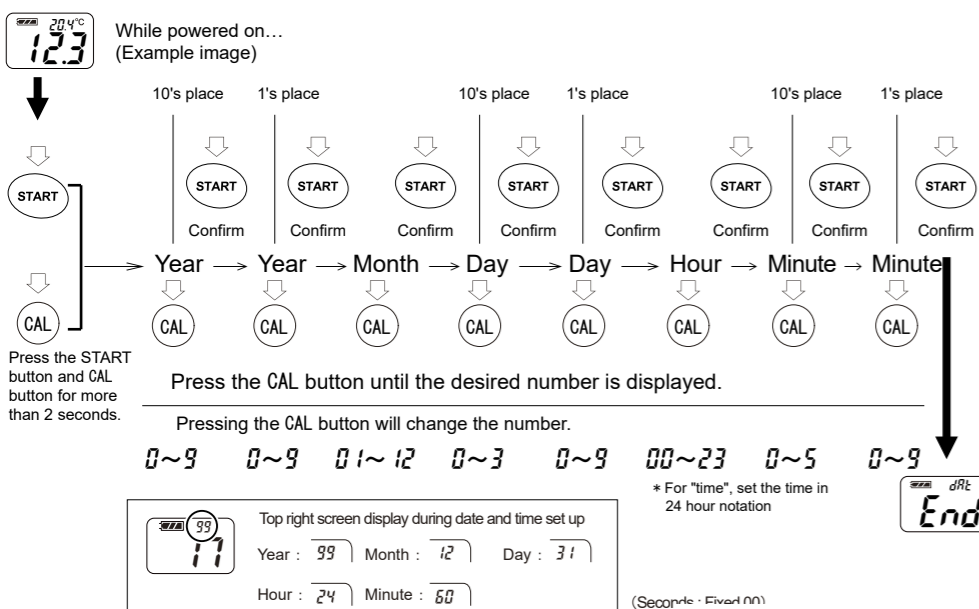 20.4°C
12.3
While powered on…
(Example image)
10's place 1's place 10's place 1's place 10's place 1's place
START START START START START START START START START
Confirm Confirm Confirm Confirm Confirm Confirm Confirm Confirm
Year Year Month Day Day Hour Minute Minute
CAL CAL CAL CAL CAL CAL CAL CAL CAL
Press the START
button and CAL
button for more
than 2 seconds.
Press the CAL button until the desired number is displayed.
Pressing the CAL button will change the number.
0~9 0~9 01~12 0~3 0~9 00~23 0~5 0~9
* For "time", set the time in
24 hour notation
dAt
End
99
17
Top right screen display during date and time set up
Year : 99 Month : 12 Day : 31
Hour : 24 Minute : 60
(Seconds : Fixed 00)